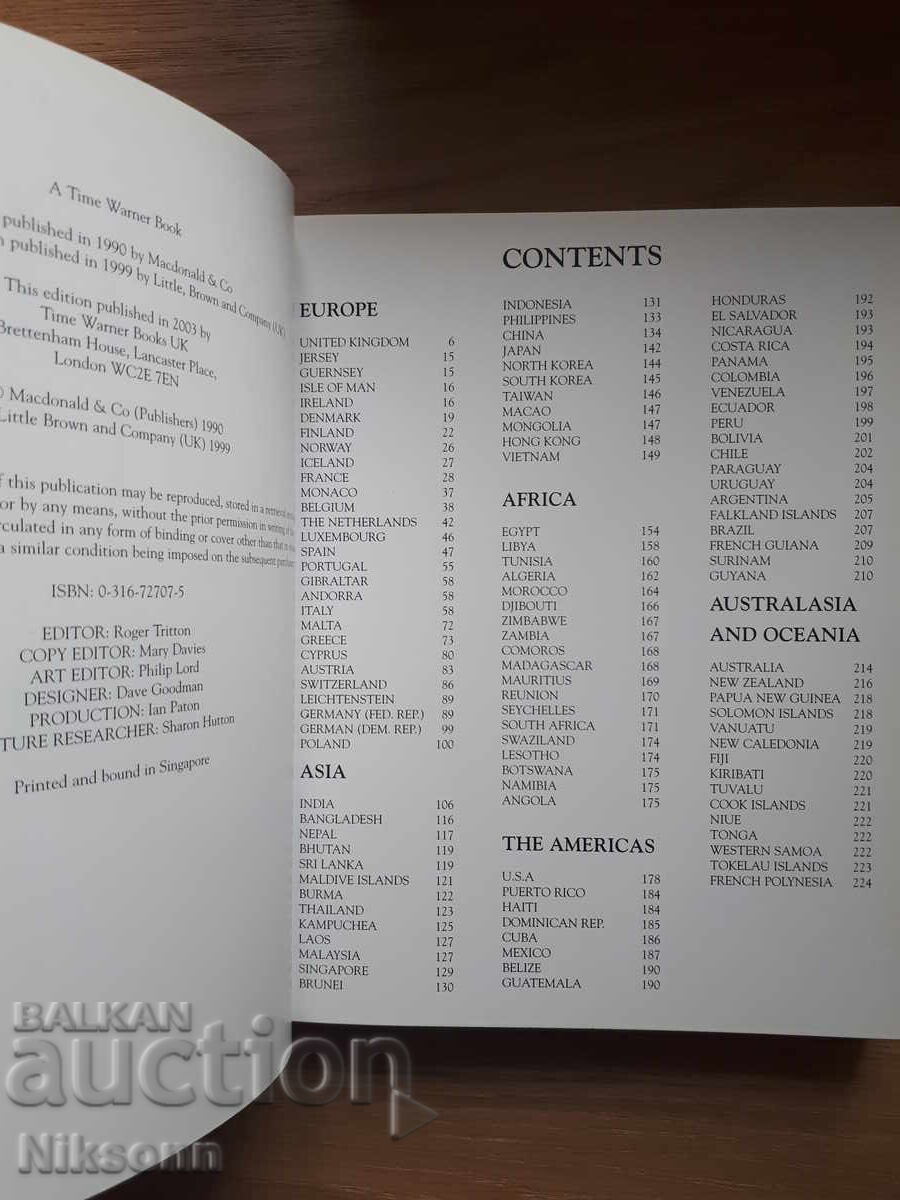 A Time Warner Book
published in 1990 by Macdonald & Co
published in 1999 by Little, Brown and Company (UK)
This edition published in 2003 by
Time Warner Books UK
Brettenham House, Lancaster Place,
London WC2E 7EN
© Macdonald & Co (Publishers) 1990
Little Brown and Company (UK) 1999
of this publication may be reproduced, stored in a retrieval
or by any means, without the prior permission in writing of the
circulated in any form of binding or cover other than that in
a similar condition being imposed on the subsequent
ISBN: 0-316-72707-5
EDITOR: Roger Tritton
COPY EDITOR: Mary Davies
ART EDITOR: Philip Lord
DESIGNER: Dave Goodman
PRODUCTION: Ian Paton
TURE RESEARCHER: Sharon Hutton
Printed and bound in Singapore
CONTENTS
EUROPE
UNITED KINGDOM 6
JERSEY 15
GUERNSEY 15
ISLE OF MAN 16
IRELAND 16
DENMARK 19
FINLAND 22
NORWAY 26
ICELAND 27
FRANCE 28
MONACO 37
BELGIUM 38
THE NETHERLANDS 42
LUXEMBOURG 46
SPAIN 47
PORTUGAL 55
GIBRALTAR 58
ANDORRA 58
ITALY 58
MALTA 72
GREECE 73
CYPRUS 80
AUSTRIA 83
SWITZERLAND 86
LEICHTENSTEIN 89
GERMANY (FED. REP.) 89
GERMAN (DEM. REP.) 99
POLAND 100
ASIA
INDIA 106
BANGLADESH 116
NEPAL 117
BHUTAN 119
SRI LANKA 119
MALDIVE ISLANDS 121
BURMA 122
THAILAND 123
KAMPUCHEA 125
LAOS 127
MALAYSIA 127
SINGAPORE 129
BRUNEI 130
INDONESIA 131
PHILIPPINES 133
CHINA 134
JAPAN 142
NORTH KOREA 144
SOUTH KOREA 145
TAIWAN 146
MACAO 147
MONGOLIA 147
HONG KONG 148
VIETNAM 149
AFRICA
EGYPT 154
LIBYA 158
TUNISIA 160
ALGERIA 162
MOROCCO 164
DJIBOUTI 166
ZIMBABWE 167
ZAMBIA 167
COMOROS 168
MADAGASCAR 168
MAURITIUS 169
REUNION 170
SEYCHELLES 171
SOUTH AFRICA 171
SWAZILAND 174
LESOTHO 174
BOTSWANA 175
NAMIBIA 175
ANGOLA 175
THE AMERICAS
U.S.A 178
PUERTO RICO 184
HAITI 184
DOMINICAN REP. 185
CUBA 186
MEXICO 187
BELIZE 190
GUATEMALA 190
HONDURAS 192
EL SALVADOR 193
NICARAGUA 193
COSTA RICA 194
PANAMA 195
COLOMBIA 196
VENEZUELA 197
ECUADOR 198
PERU 199
BOLIVIA 201
CHILE 202
PARAGUAY 204
URUGUAY 204
ARGENTINA 205
FALKLAND ISLANDS 207
BRAZIL 207
FRENCH GUIANA 209
SURINAM 210
GUYANA 210
AUSTRALASIA
AND OCEANIA
AUSTRALIA 214
NEW ZEALAND 216
PAPUA NEW GUINEA 218
SOLOMON ISLANDS 218
VANUATU 219
NEW CALEDONIA 219
FIJI 220
KIRIBATI 220
TUVALU 221
COOK ISLANDS 221
NIUE 222
TONGA 222
WESTERN SAMOA 222
TOKELAU ISLANDS 223
FRENCH POLYNESIA 224
BALKAN
auction
Niksonn